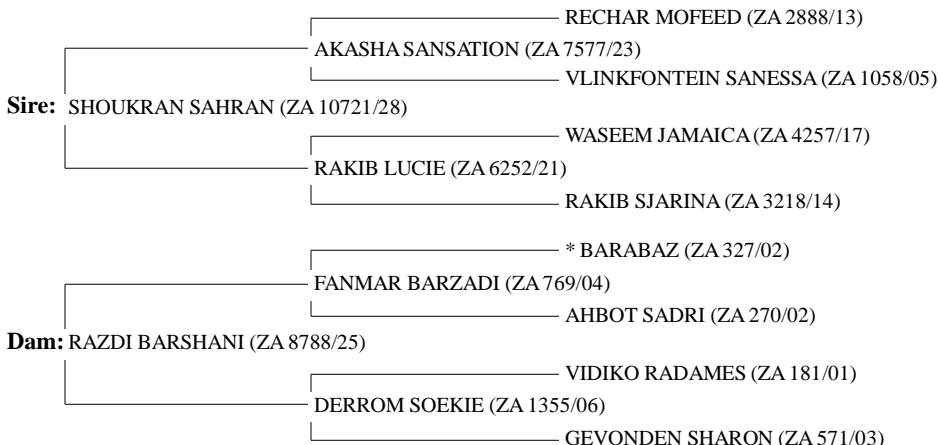 RECHAR MOFEED (ZA 2888/13)
AKASHA SANSATION (ZA 7577/23)
VLINKFONTEIN SANESSA (ZA 1058/05)
Sire: SHOUKRAN SAHRAN (ZA 10721/28)
WASEEM JAMAICA (ZA 4257/17)
RAKIB LUCIE (ZA 6252/21)
RAKIB SJARINA (ZA 3218/14)
* BARABAZ (ZA 327/02)
FANMAR BARZADI (ZA 769/04)
AHBOT SADRI (ZA 270/02)
Dam: RAZDI BARSHANI (ZA 8788/25)
VIDIKO RADAMES (ZA 181/01)
DERROM SOEKIE (ZA 1355/06)
GEVONDEN SHARON (ZA 571/03)